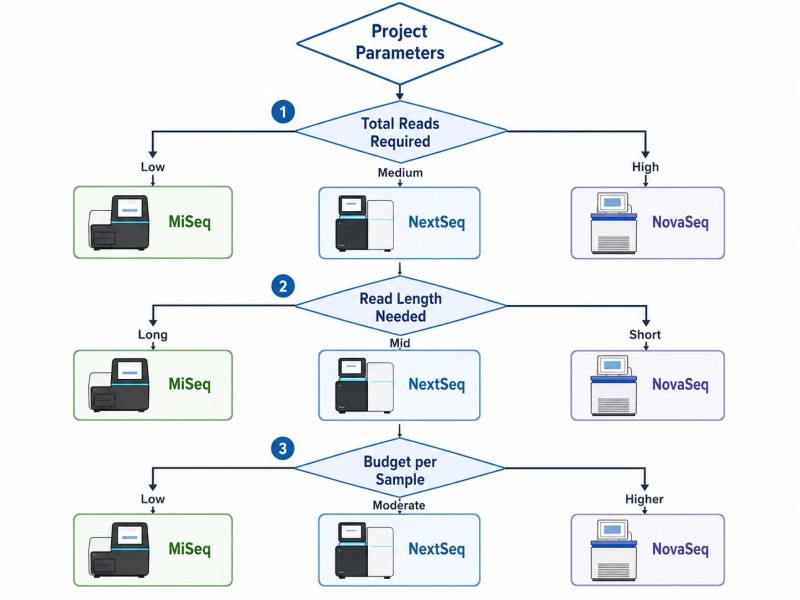 Project
Parameters
1
Total Reads
Required
Low
Medium
High
MiSeq
NextSeq
NovaSeq
2
Read Length
Needed
Long
Mid
Short
MiSeq
NextSeq
NovaSeq
3
Budget per
Sample
Low
Moderate
Higher
MiSeq
NextSeq
NovaSeq